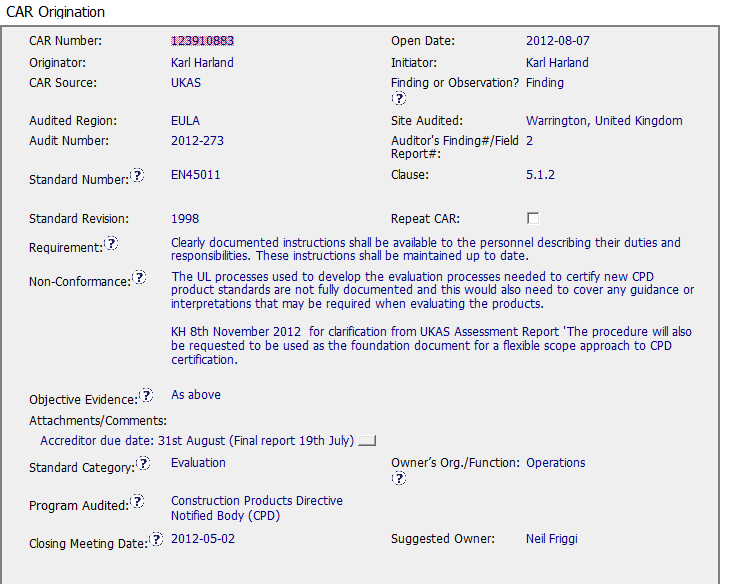 CAR Origination
CAR Number: 123910883 Open Date: 2012-08-07
Originator: Karl Harland Initiator: Karl Harland
CAR Source: UKAS Finding or Observation? Finding
?
Audited Region: EULA Site Audited: Warrington, United Kingdom
Audit Number: 2012-273 Auditor's Finding#/Field 2
Report#:
Standard Number: ? EN45011 Clause: 5.1.2
Standard Revision: 1998 Repeat CAR:
Requirement: ? Clearly documented instructions shall be available to the personnel describing their duties and
responsibilities. These instructions shall be maintained up to date.
Non-Conformance: ? The UL processes used to develop the evaluation processes needed to certify new CPD
product standards are not fully documented and this would also need to cover any guidance or
interpretations that may be required when evaluating the products.
KH 8th November 2012 for clarification from UKAS Assessment Report 'The procedure will also
be requested to be used as the foundation document for a flexible scope approach to CPD
certification.
Objective Evidence: ? As above
Attachments/Comments:
Accreditor due date: 31st August (Final report 19th July)
Standard Category: ? Evaluation Owner's Org./Function: Operations
?
Program Audited: ? Construction Products Directive
Notified Body (CPD)
Closing Meeting Date: ? 2012-05-02 Suggested Owner: Neil Friggi